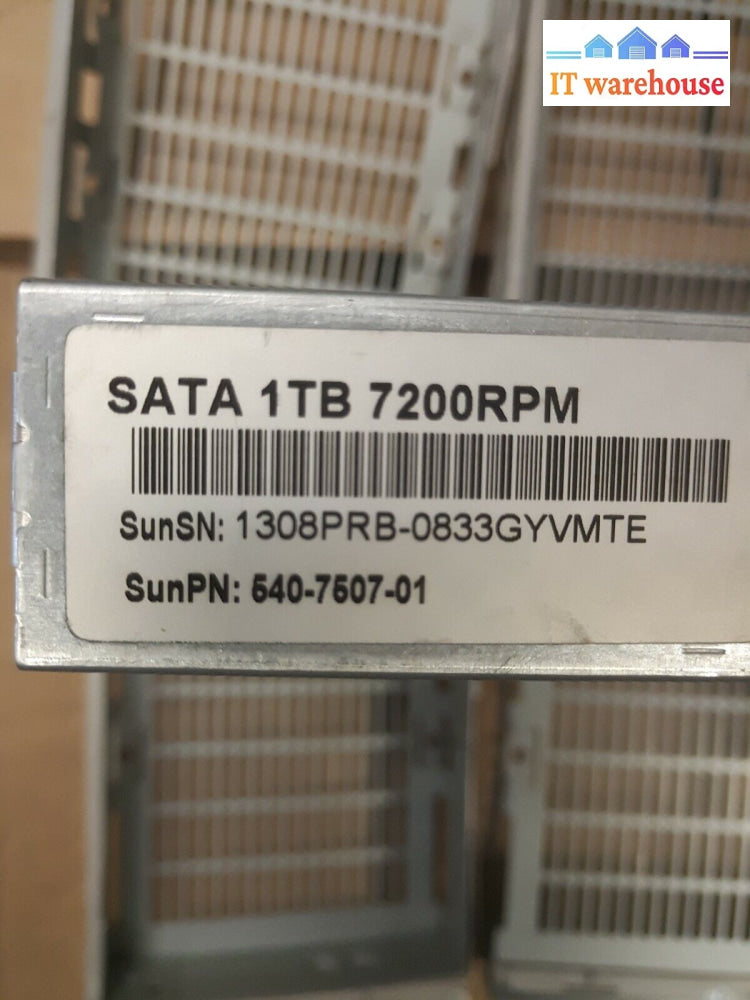 IT warehouse
SATA 1TB 7200RPM
SunSN: 1308PRB-0833GYVMTE
SunPN: 540-7507-01